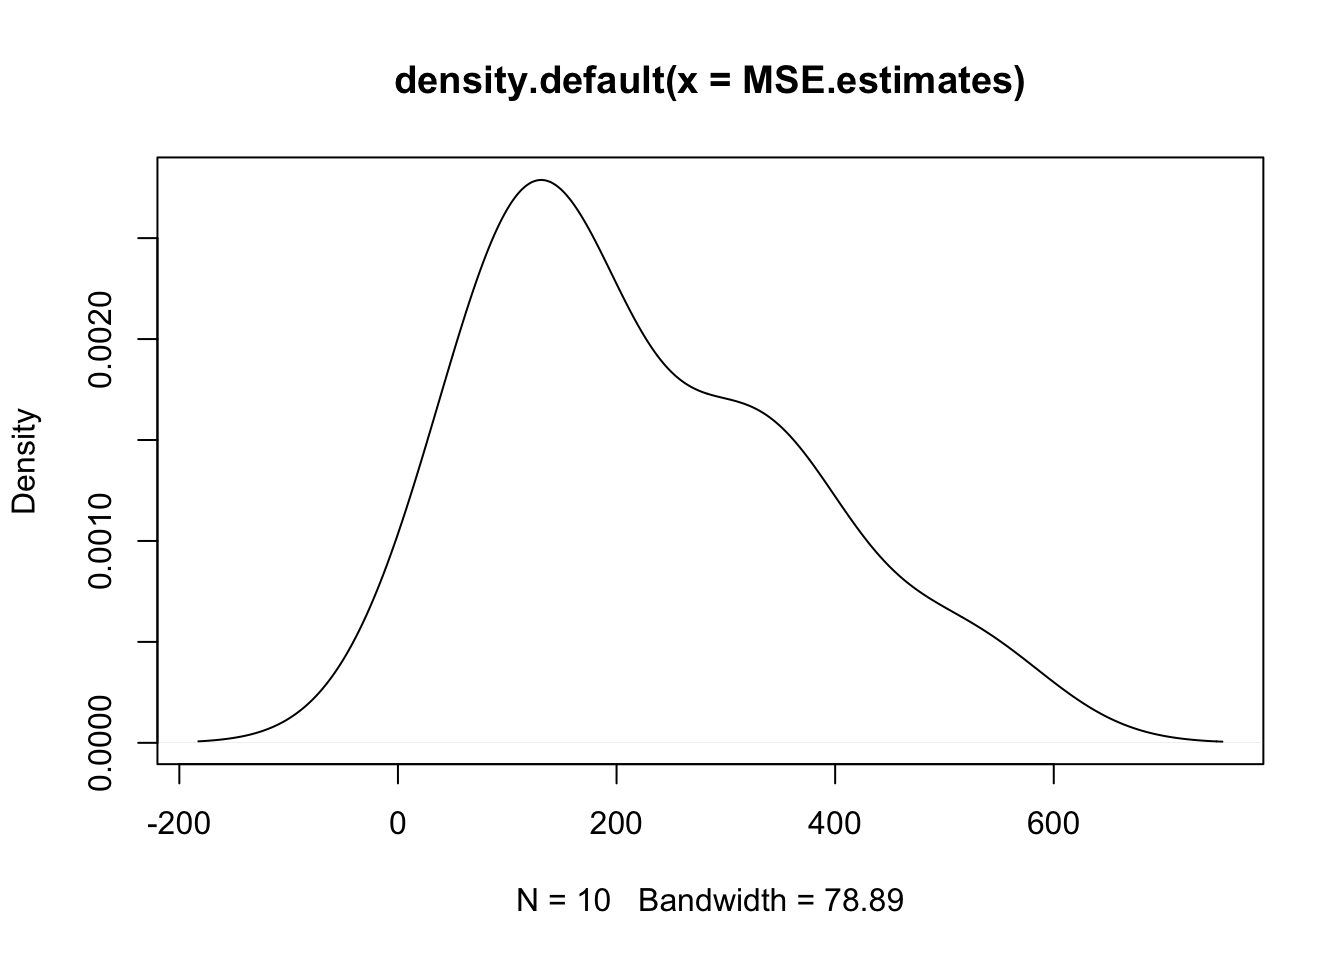 density.default(x = MSE.estimates)
Density
0.0020
0.0010
0.0000
-200 0 200 400 600
N = 10 Bandwidth = 78.89